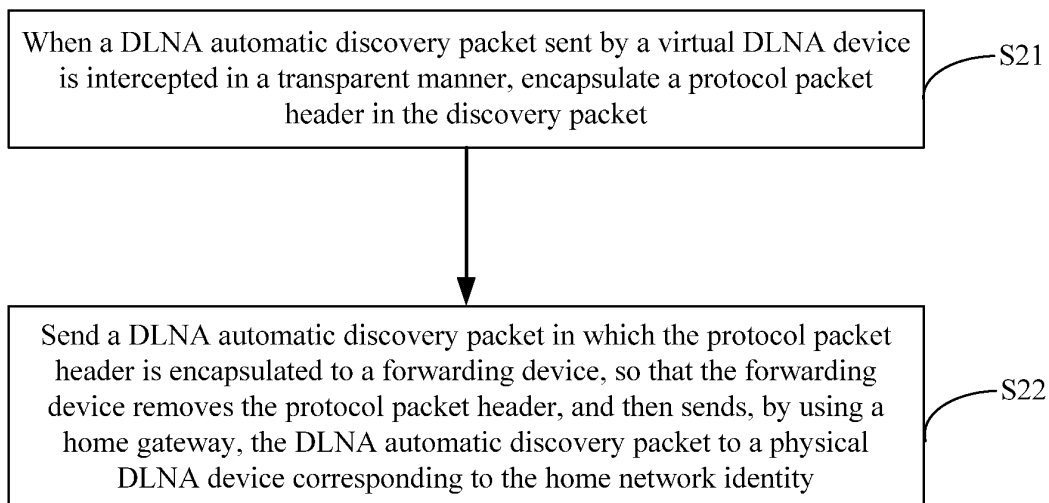 When a DLNA automatic discovery packet sent by a virtual DLNA device
is intercepted in a transparent manner, encapsulate a protocol packet
header in the discovery packet
S21
Send a DLNA automatic discovery packet in which the protocol packet
header is encapsulated to a forwarding device, so that the forwarding
device removes the protocol packet header, and then sends, by using a
home gateway, the DLNA automatic discovery packet to a physical
DLNA device corresponding to the home network identity
S22